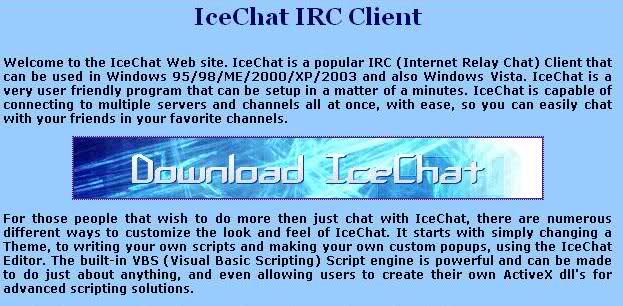 IceChat IRC Client
Welcome to the IceChat Web site. IceChat is a popular IRC (Internet Relay Chat) Client that
can be used in Windows 95/98/ME/2000/XP/2003 and also Windows Vista. IceChat is a
very user friendly program that can be setup in a matter of a minutes. IceChat is capable of
connecting to multiple servers and channels all at once, with ease, so you can easily chat
with your friends in your favorite channels.
Download IceChat
For those people that wish to do more then just chat with IceChat, there are numerous
different ways to customize the look and feel of IceChat. It starts with simply changing a
Theme, to writing your own scripts and making your own custom popups, using the IceChat
Editor. The built-in VBS (Visual Basic Scripting) Script engine is powerful and can be made
to do just about anything, and even allowing users to create their own ActiveX dll's for
advanced scripting solutions.